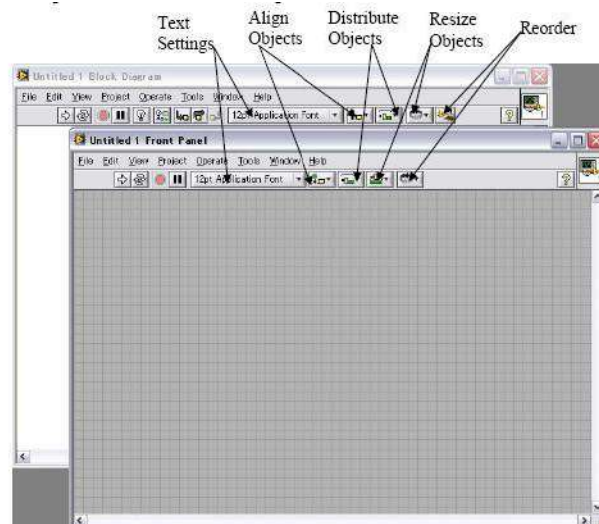 Text Settings
Align Objects
Distribute Objects
Resize Objects
Reorder
Untitled 1 Block Diagram
File Edit View Project Operate Tools Window Help
12pt Application Font
Untitled 1 Front Panel
File Edit View Project Operate Tools Window Help
12pt Application Font